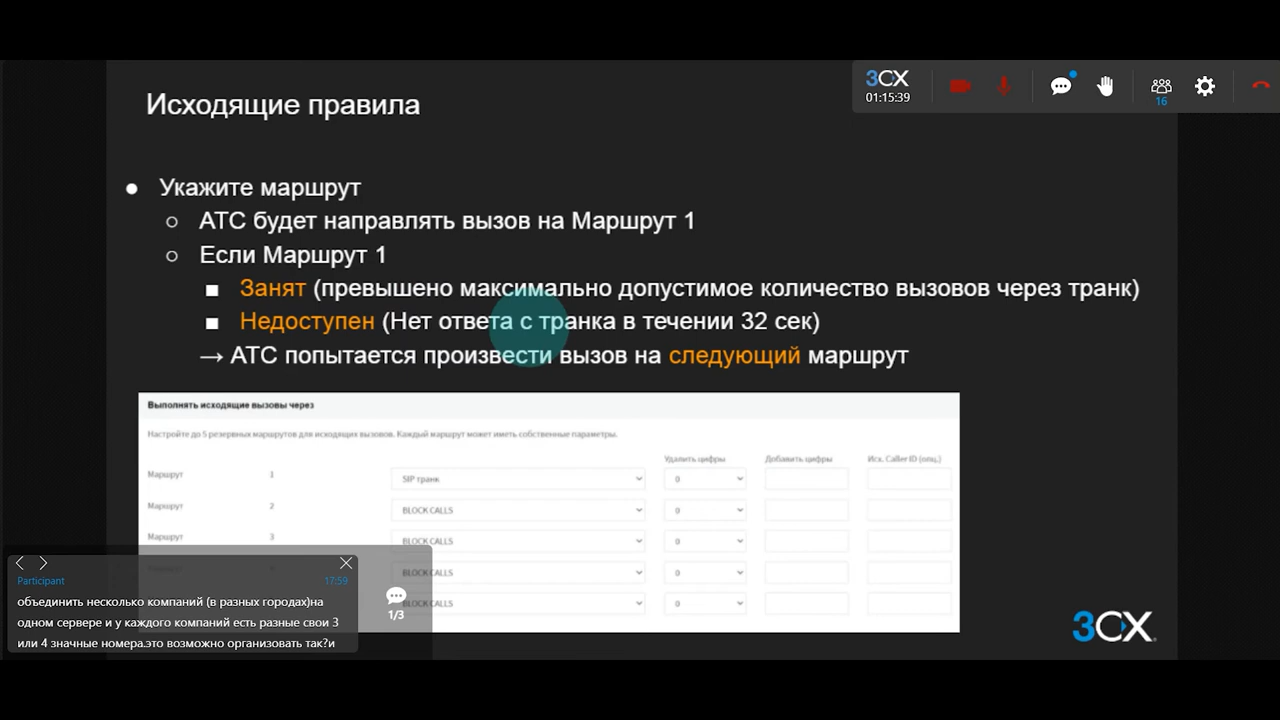 3CX
01:15:39
16
Исходящие правила
● Укажите маршрут
○ АТС будет направлять вызов на Маршрут 1
○ Если Маршрут 1
■ Занят (превышено максимально допустимое количество вызовов через транк)
■ Недоступен (Нет ответа с транка в течении 32 сек)
→ АТС попытается произвести вызов на следующий маршрут
Выполнять исходящие вызовы через
Настройте до 5 резервных маршрутов для исходящих вызовов. Каждый маршрут может иметь собственные параметры.
Удалить цифры Добавить цифры Исх. Caller ID (опц.)
Маршрут 1 SIP транк 0
Маршрут 2 BLOCK CALLS 0
Маршрут 3 BLOCK CALLS 0
BLOCK CALLS 0
BLOCK CALLS 0
Participant 17:59
объединить несколько компаний (в разных городах)на
одном сервере и у каждого компаний есть разные свои 3
или 4 значные номера.это возможно организовать так?и
1/3
3CX